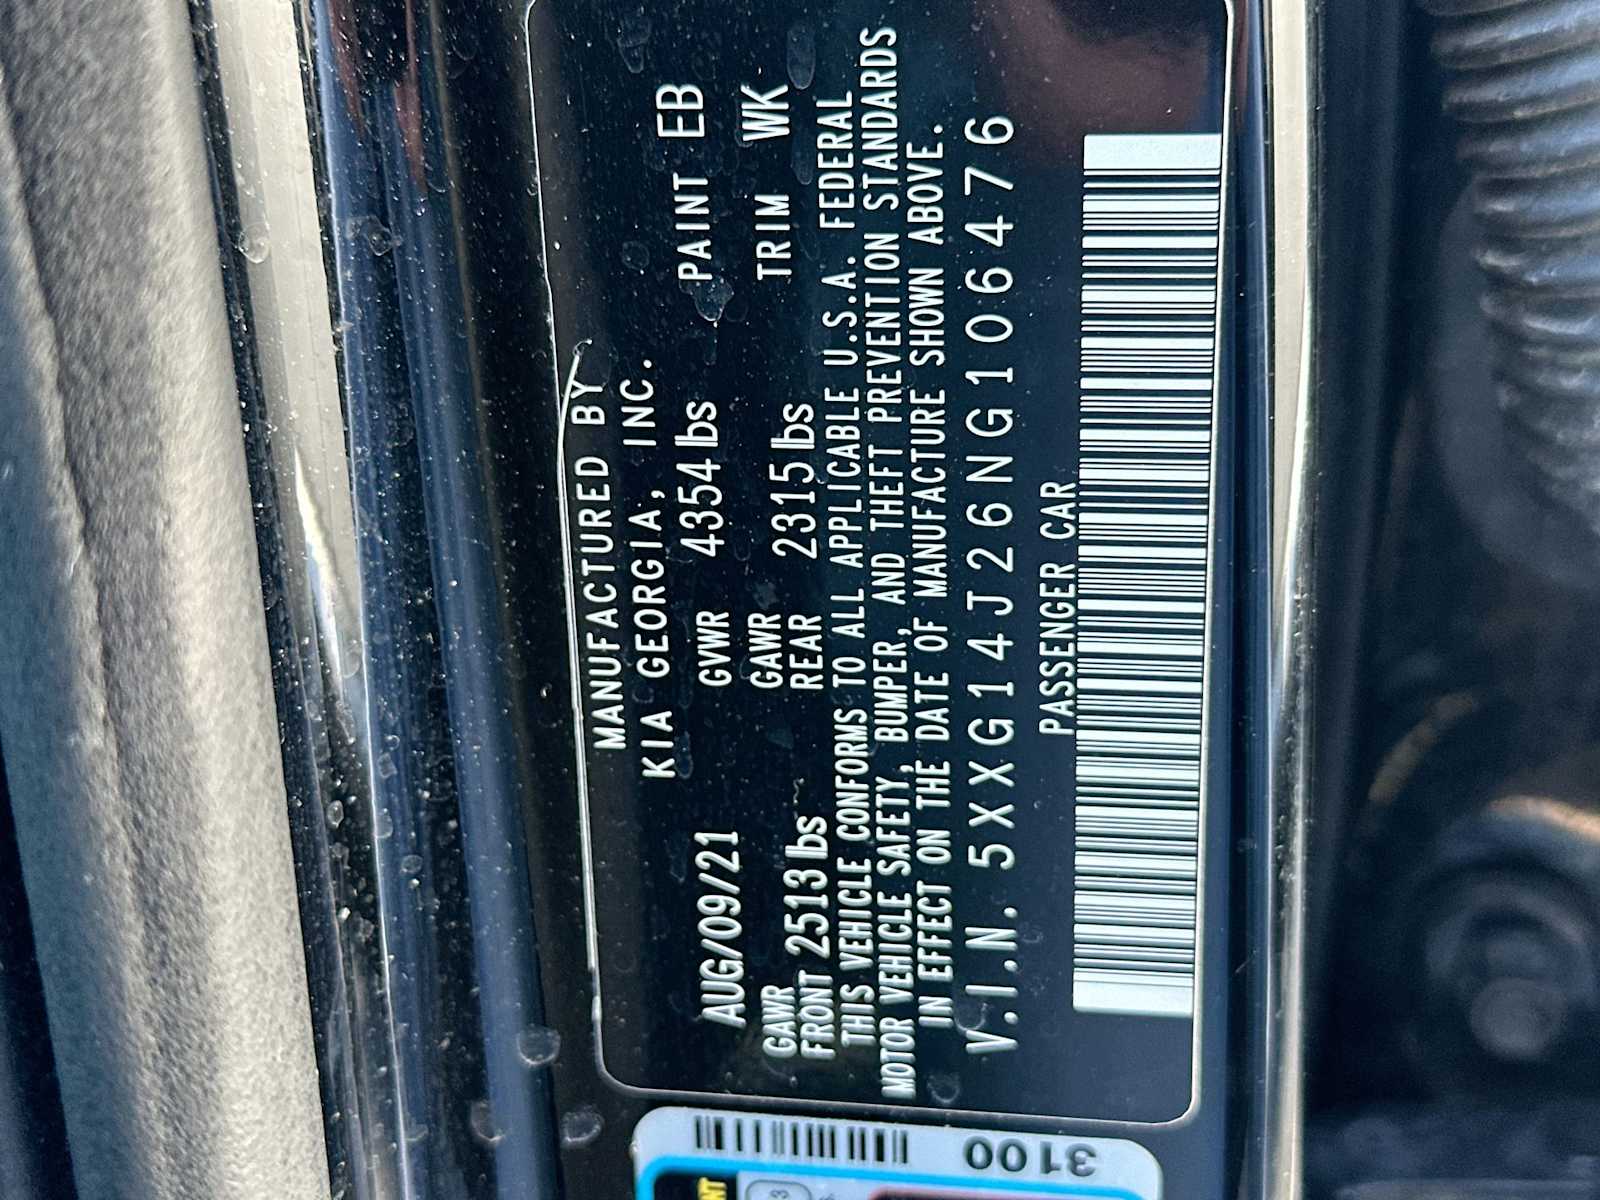 MANUFACTURED BY
KIA GEORGIA, INC.
AUG/09/21 GVWR 4354 lbs PAINT EB
GAWR FRONT 2513 lbs GAWR REAR 2315 lbs TRIM WK
THIS VEHICLE CONFORMS TO ALL APPLICABLE U.S.A. FEDERAL
MOTOR VEHICLE SAFETY, BUMPER, AND THEFT PREVENTION STANDARDS
IN EFFECT ON THE DATE OF MANUFACTURE SHOWN ABOVE.
V.I.N. 5XXG14J26NG106476
PASSENGER CAR
3100